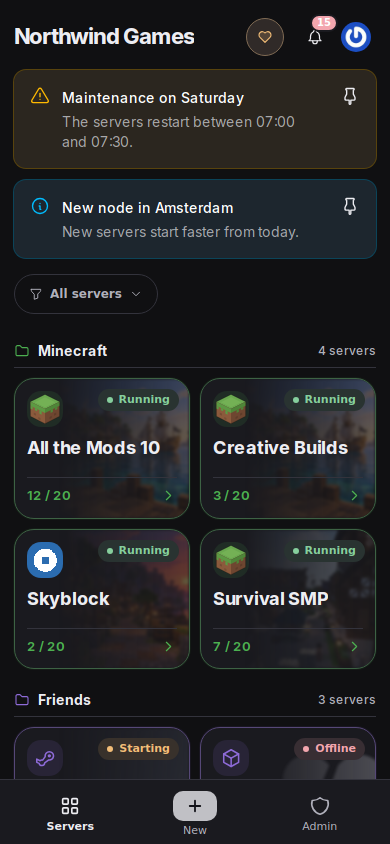 Northwind Games
15
Maintenance on Saturday
The servers restart between 07:00
and 07:30.
New node in Amsterdam
New servers start faster from today.
All servers
Minecraft
4 servers
Running
All the Mods 10
12 / 20
Running
Creative Builds
3 / 20
Running
Skyblock
2 / 20
Running
Survival SMP
7 / 20
Friends
3 servers
Starting
Offline
Servers
New
Admin